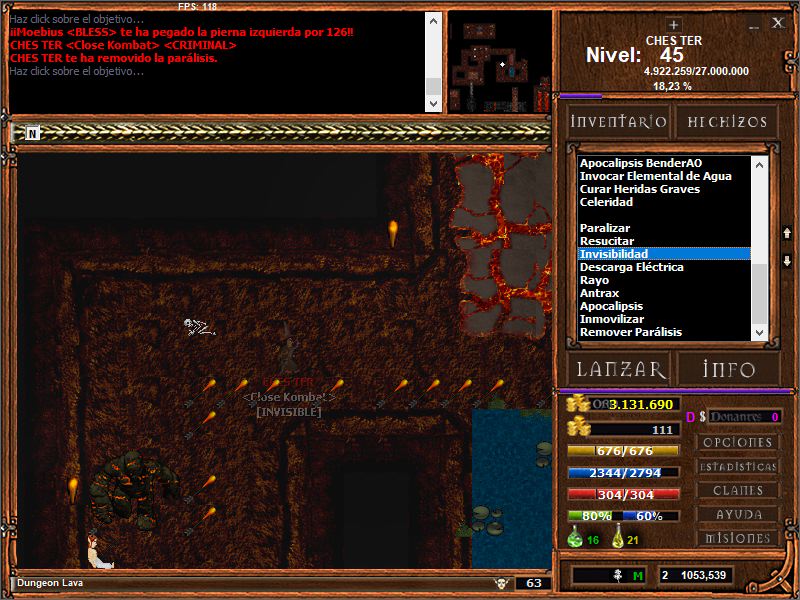 FPS: 118
Haz click sobre el objetivo...
¡¡Moebius <BLESS> te ha pegado la pierna izquierda por 126!!
CHES TER <Close Kombat> <CRIMINAL>
CHES TER te ha removido la parálisis.
Haz click sobre el objetivo...
N
CHES TER
<Close Kombat>
[INVISIBLE]
Dungeon Lava
63
+
_ X
CHES TER
Nivel: 45
4.922.259/27.000.000
18,23 %
INVENTARIO HECHIZOS
Apocalipsis BenderAO
Invocar Elemental de Agua
Curar Heridas Graves
Celeridad
Paralizar
Resucitar
Invisibilidad
Descarga Eléctrica
Rayo
Antrax
Apocalipsis
Inmovilizar
Remover Parálisis
LANZAR INFO
ORO 3.131.690
D $ Donantes 0
111
OPCIONES
676/676
ESTADÍSTICAS
2344/2794
CLANES
304/304
80% 60%
AYUDA
16 21
MISIONES
M
2 1053,539